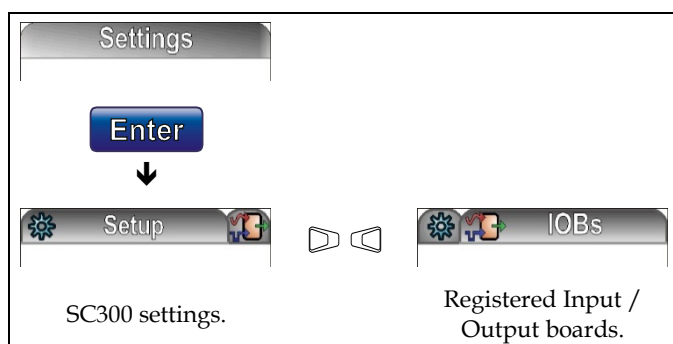 Settings
Enter
Setup
IOBs
SC300 settings.
Registered Input /
Output boards.